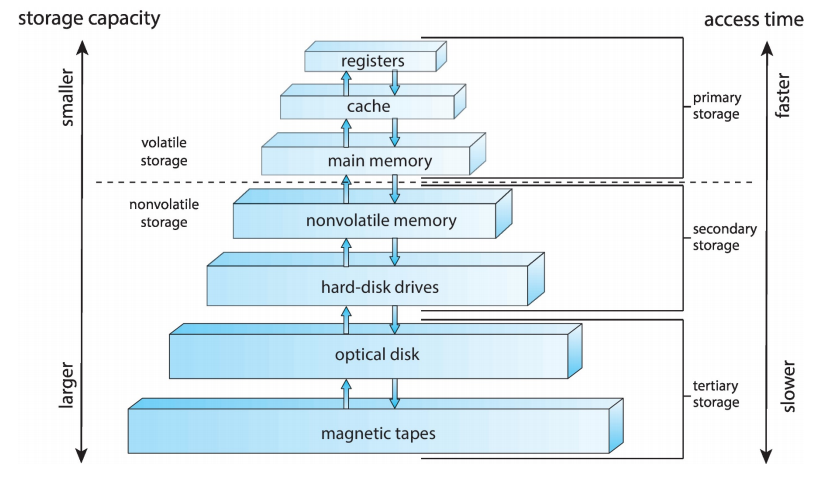 storage capacity
access time
smaller
larger
volatile
storage
nonvolatile
storage
registers
cache
main memory
nonvolatile memory
hard-disk drives
optical disk
magnetic tapes
primary
storage
secondary
storage
tertiary
storage
faster
slower